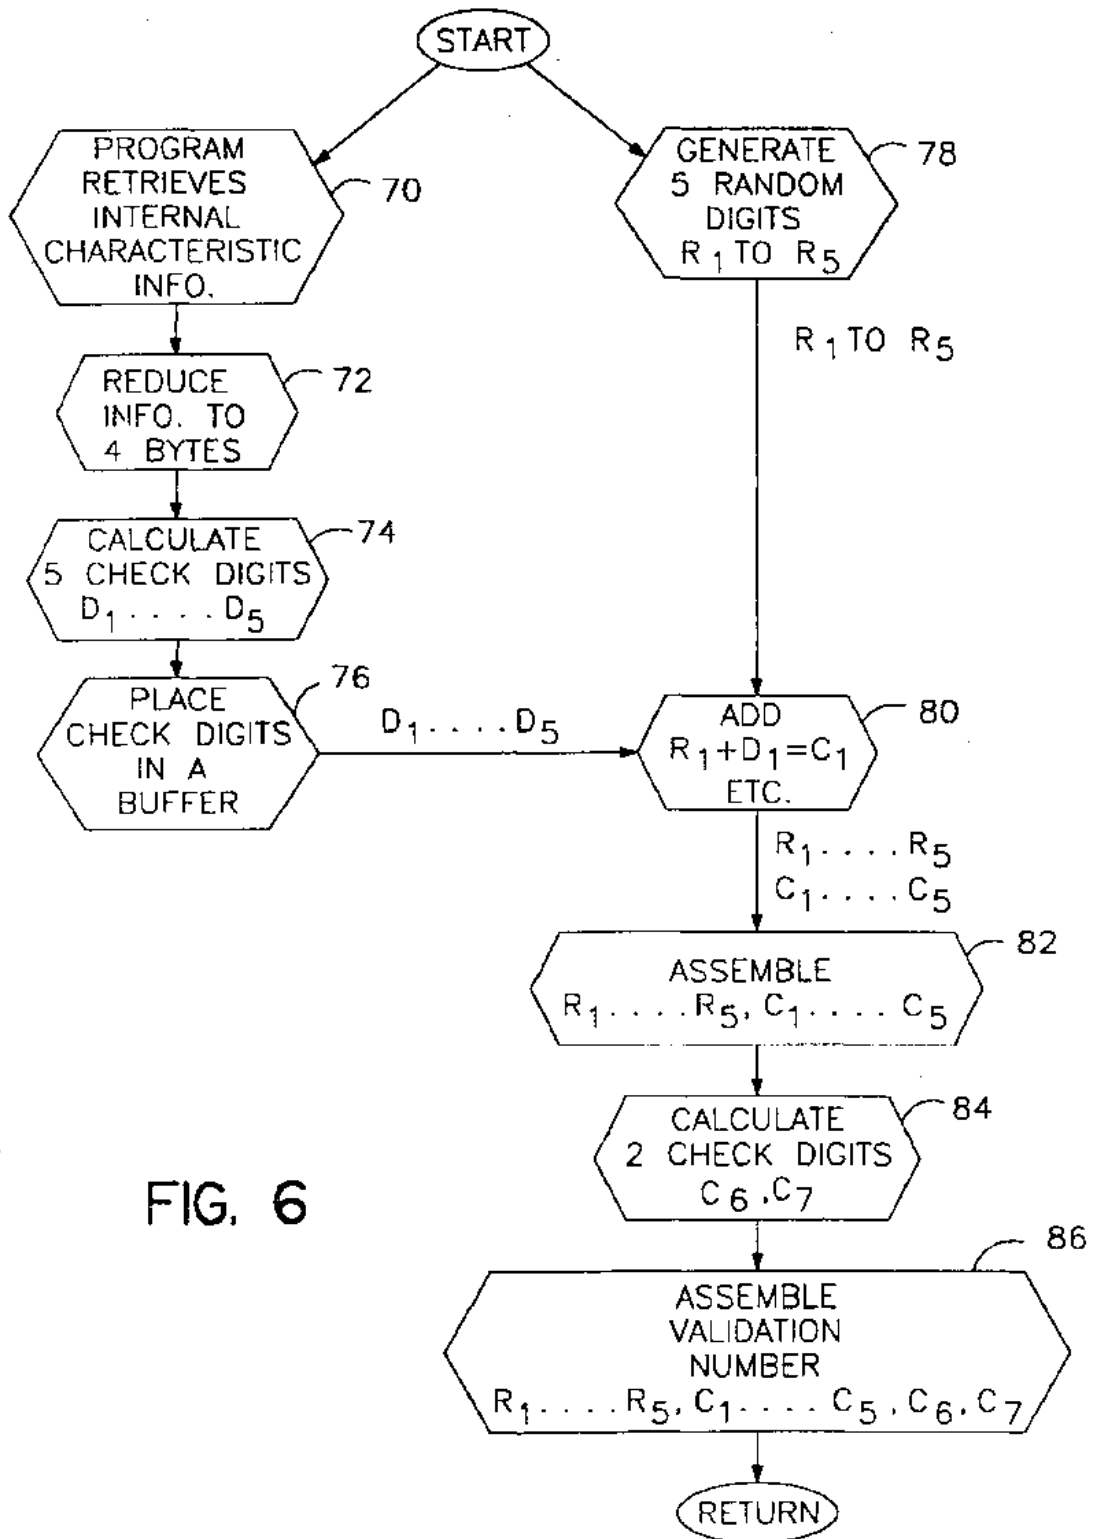 START
PROGRAM
RETRIEVES
INTERNAL
CHARACTERISTIC
INFO.
70
REDUCE
INFO. TO
4 BYTES
72
CALCULATE
5 CHECK DIGITS
D1....D5
74
PLACE
CHECK DIGITS
IN A
BUFFER
76
D1....D5
GENERATE
5 RANDOM
DIGITS
R1 TO R5
78
R1 TO R5
ADD
R1+D1=C1
ETC.
80
R1....R5
C1....C5
ASSEMBLE
R1....R5, C1....C5
82
CALCULATE
2 CHECK DIGITS
C6,C7
84
ASSEMBLE
VALIDATION
NUMBER
R1....R5, C1....C5, C6, C7
86
RETURN
FIG. 6